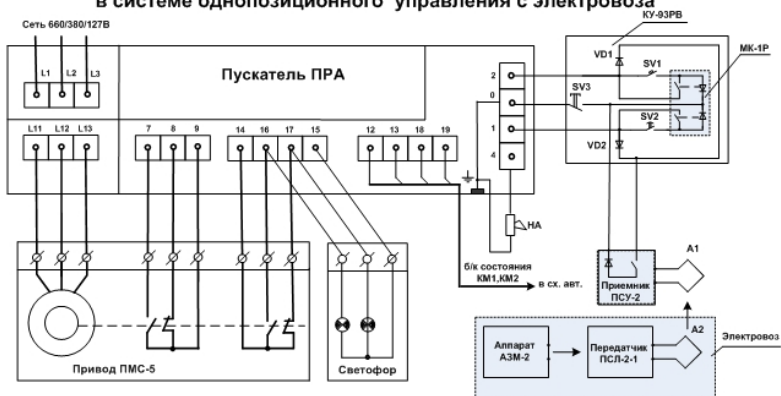 в системе однопозиционного управления с электровоза
Сеть 660/380/127В
КУ-93РВ
L1 L2 L3
Пускатель ПРА
2
0
1
4
VD1
SV1
МК-1Р
SV3
SV2
VD2
L11 L12 L13
7 8 9
14 16 17 15
12 13 18 19
НА
б/к состояния
КМ1,КМ2
в сх. авт.
А1
Приемник
ПСУ-2
Привод ПМС-5
Светофор
Аппарат
АЗМ-2
Передатчик
ПСЛ-2-1
А2
Электровоз